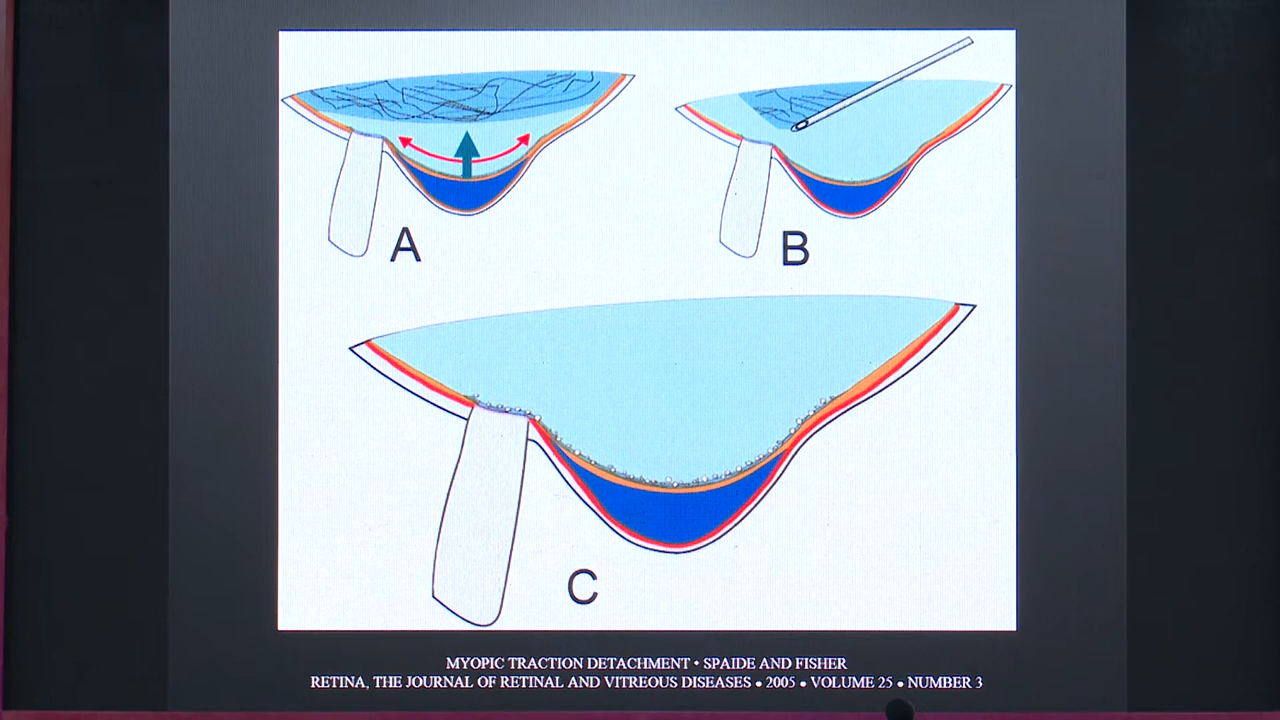 A
B
C
MYOPIC TRACTION DETACHMENT • SPAIDE AND FISHER
RETINA, THE JOURNAL OF RETINAL AND VITREOUS DISEASES • 2005 • VOLUME 25 • NUMBER 3